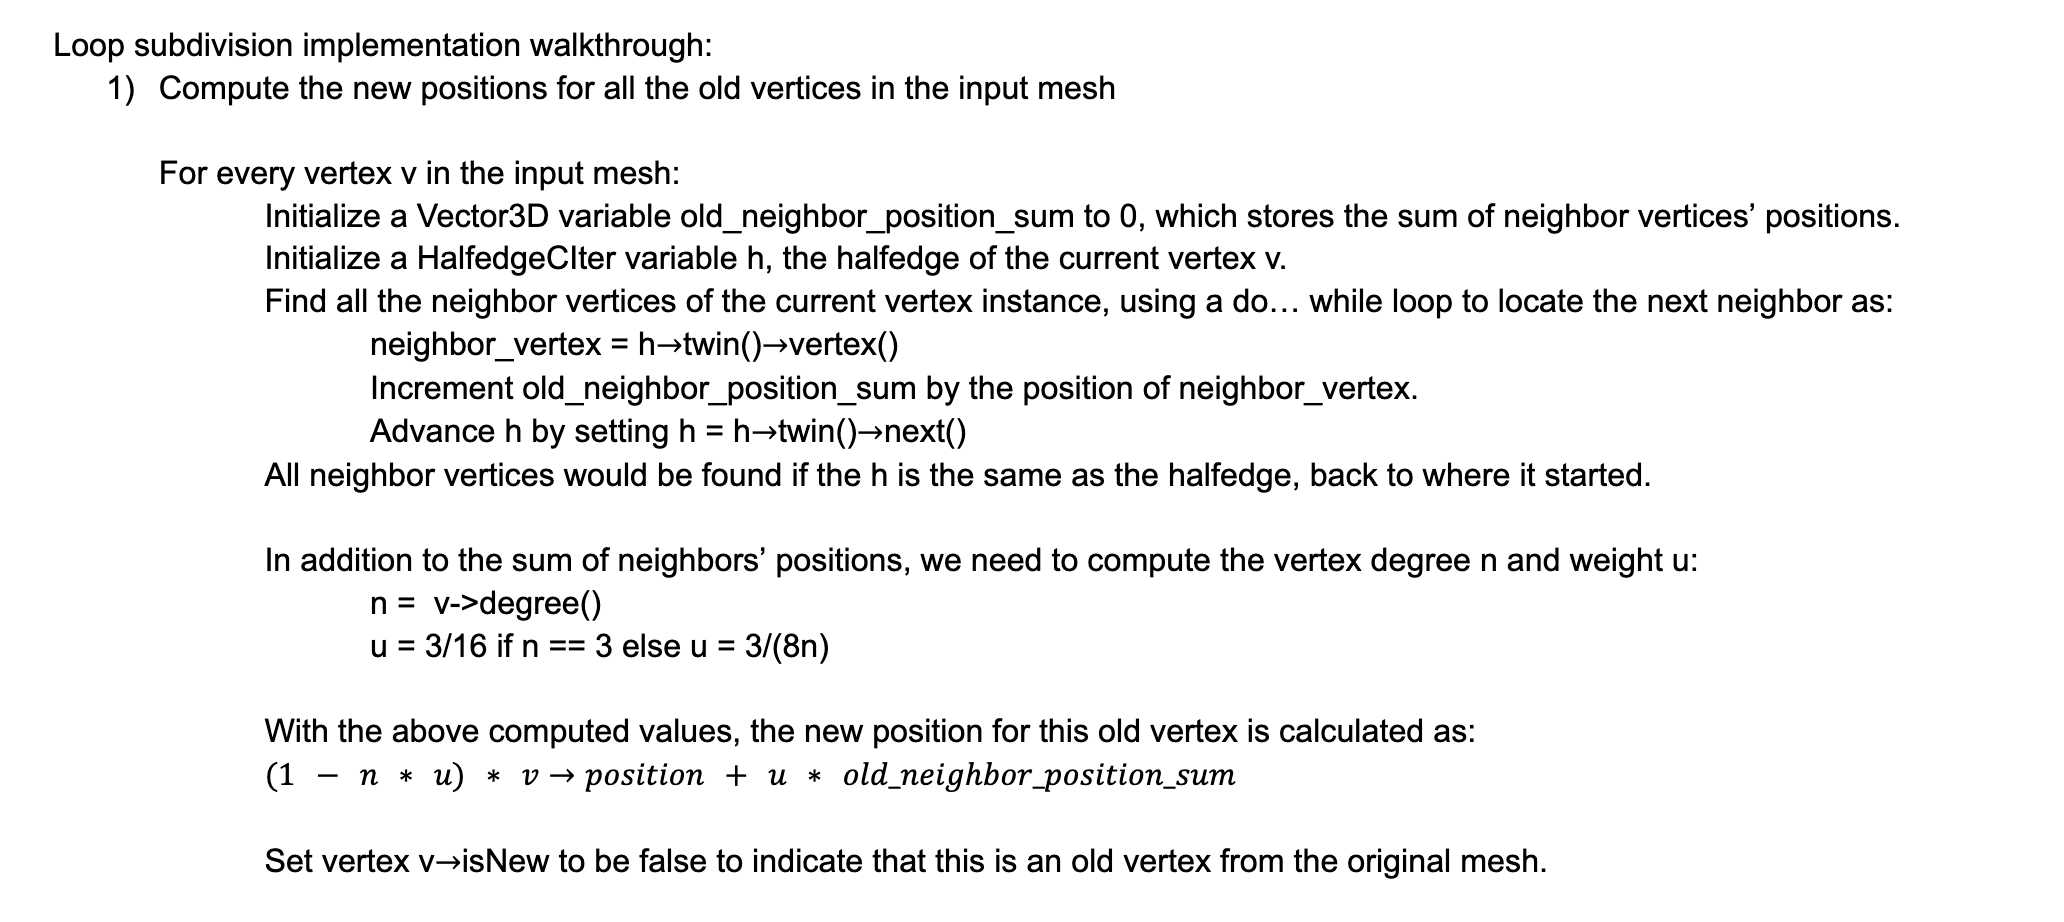 Loop subdivision implementation walkthrough:
1) Compute the new positions for all the old vertices in the input mesh
For every vertex v in the input mesh:
Initialize a Vector3D variable old_neighbor_position_sum to 0, which stores the sum of neighbor vertices’ positions.
Initialize a HalfedgeCIter variable h, the halfedge of the current vertex v.
Find all the neighbor vertices of the current vertex instance, using a do… while loop to locate the next neighbor as:
neighbor_vertex = h→twin()→vertex()
Increment old_neighbor_position_sum by the position of neighbor_vertex.
Advance h by setting h = h→twin()→next()
All neighbor vertices would be found if the h is the same as the halfedge, back to where it started.
In addition to the sum of neighbors’ positions, we need to compute the vertex degree n and weight u:
n = v->degree()
u = 3/16 if n == 3 else u = 3/(8n)
With the above computed values, the new position for this old vertex is calculated as:
(1 − n * u) * v → position + u * old_neighbor_position_sum
Set vertex v→isNew to be false to indicate that this is an old vertex from the original mesh.